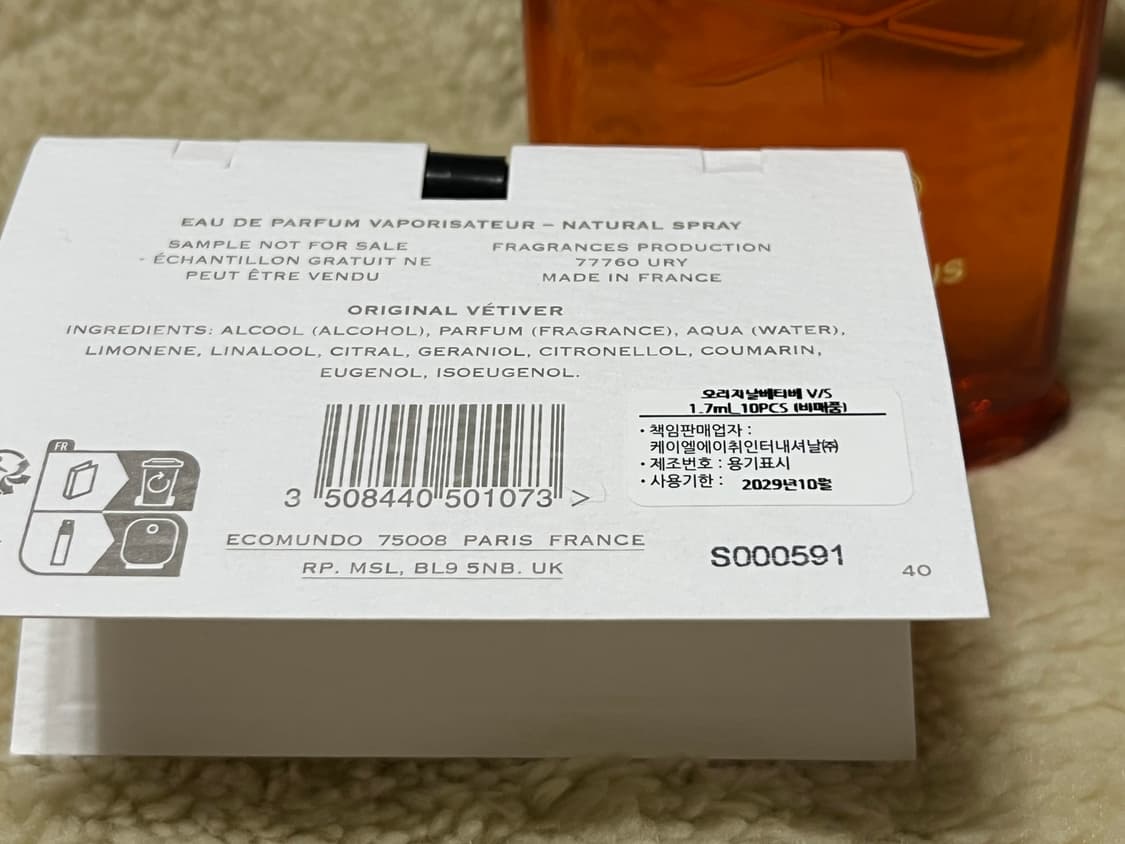 EAU DE PARFUM VAPORISATEUR – NATURAL SPRAY
SAMPLE NOT FOR SALE
- ÉCHANTILLON GRATUIT NE
PEUT ÊTRE VENDU
FRAGRANCES PRODUCTION
77760 URY
MADE IN FRANCE
ORIGINAL VÉTIVER
INGREDIENTS: ALCOOL (ALCOHOL), PARFUM (FRAGRANCE), AQUA (WATER),
LIMONENE, LINALOOL, CITRAL, GERANIOL, CITRONELLOL, COUMARIN,
EUGENOL, ISOEUGENOL.
오리지날베티베 V/S
1.7mL_10PCS (비매품)
• 책임판매업자 :
케이엘에이취인터내셔날㈜
• 제조번호 : 용기표시
• 사용기한 : 2029년10월
FR
3 508440 501073 >
ECOMUNDO 75008 PARIS FRANCE
RP. MSL, BL9 5NB. UK
S000591
40